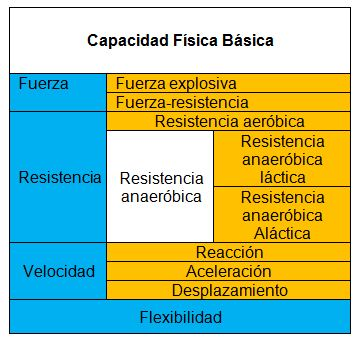 Capacidad Física Básica
Fuerza
Fuerza explosiva
Fuerza-resistencia
Resistencia
Resistencia aeróbica
Resistencia
anaeróbica
Resistencia
anaeróbica
láctica
Resistencia
anaeróbica
Aláctica
Velocidad
Reacción
Aceleración
Desplazamiento
Flexibilidad